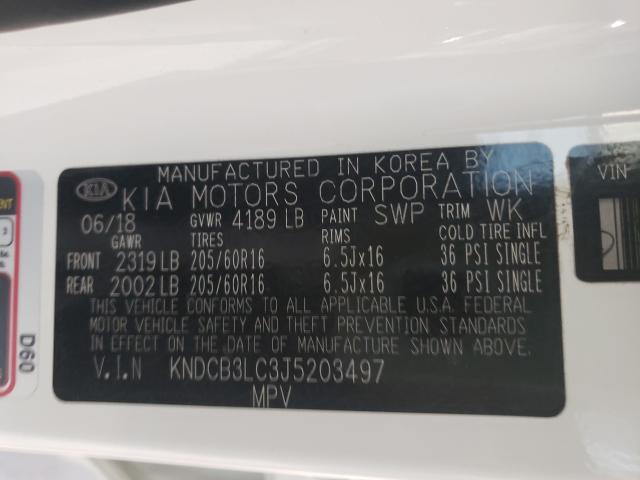 MANUFACTURED IN KOREA BY
KIA KIA MOTORS CORPORATION
06/18 GVWR 4189 LB PAINT SWP TRIM WK
GAWR TIRES RIMS COLD TIRE INFL
FRONT 2319 LB 205/60R16 6.5Jx16 36 PSI SINGLE
REAR 2002 LB 205/60R16 6.5Jx16 36 PSI SINGLE
THIS VEHICLE CONFORMS TO ALL APPLICABLE U.S.A. FEDERAL
MOTOR VEHICLE SAFETY AND THEFT PREVENTION STANDARDS
IN EFFECT ON THE DATE OF MANUFACTURE SHOWN ABOVE.
V.I.N KNDCB3LC3J5203497
MPV
D60
VIN